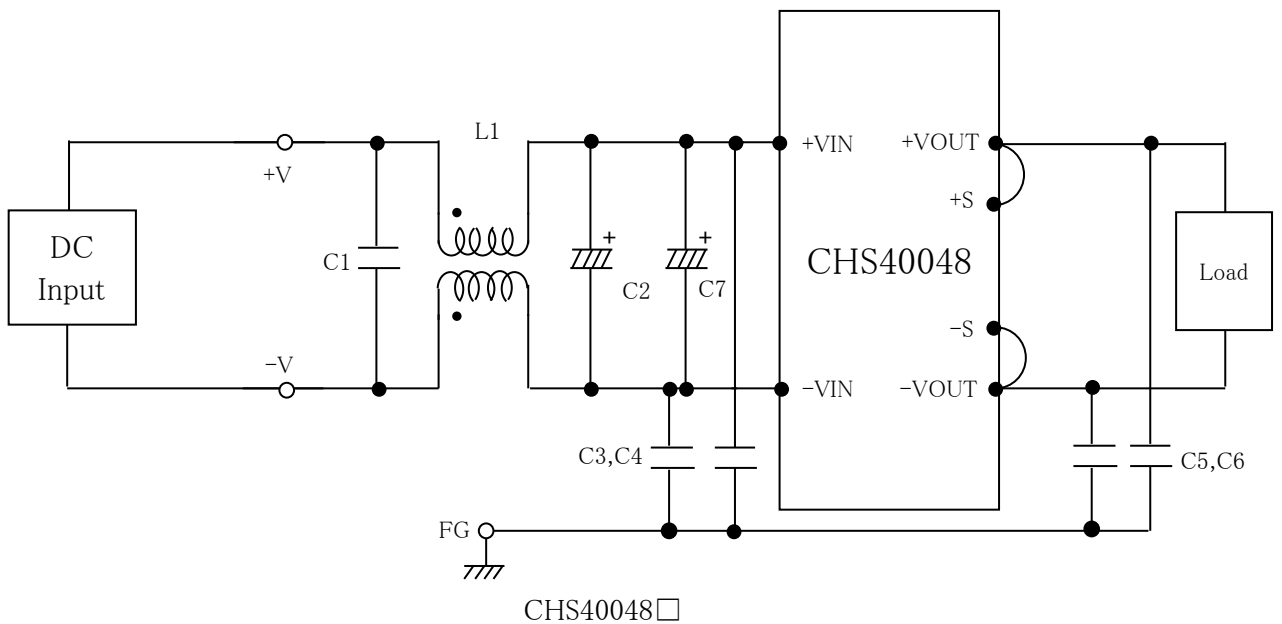 L1
+VIN
+VOUT
+V
+S
DC
Input
C1
+
+
C2
C7
CHS40048
Load
−S
−V
−VIN
−VOUT
C3,C4
C5,C6
FG
CHS40048□